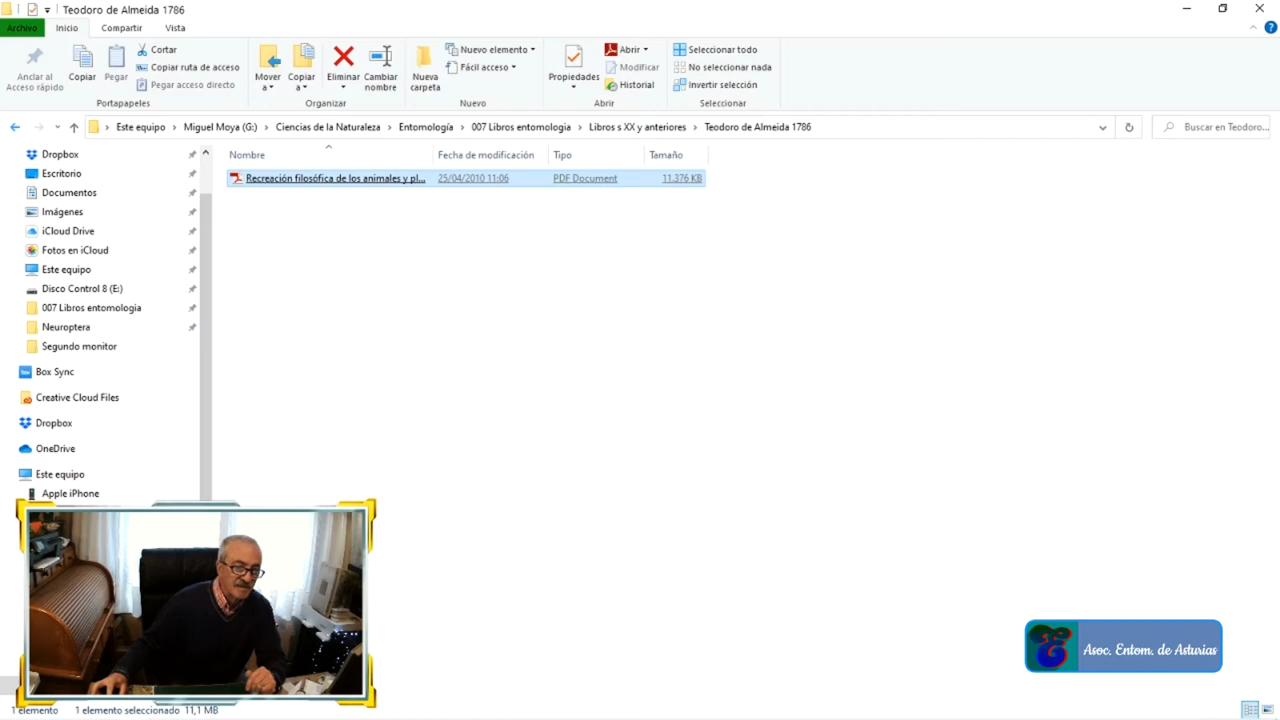 Teodoro de Almeida 1786
Archivo Inicio Compartir Vista
Anclar al Acceso rápido
Copiar
Pegar
Cortar
Copiar ruta de acceso
Pegar acceso directo
Portapapeles
Mover a
Copiar a
Eliminar
Cambiar nombre
Organizar
Nueva carpeta
Nuevo elemento
Fácil acceso
Nuevo
Propiedades
Abrir
Modificar
Historial
Abrir
Seleccionar todo
No seleccionar nada
Invertir selección
Seleccionar
Este equipo > Miguel Moya (G:) > Ciencias de la Naturaleza > Entomología > 007 Libros entomologia > Libros s XX y anteriores > Teodoro de Almeida 1786
Buscar en Teodoro...
Nombre Fecha de modificación Tipo Tamaño
Recreación filosófica de los animales y pl... 25/04/2010 11:06 PDF Document 11.376 KB
Dropbox
Escritorio
Documentos
Imágenes
iCloud Drive
Fotos en iCloud
Este equipo
Disco Control 8 (E:)
007 Libros entomologia
Neuroptera
Segundo monitor
Box Sync
Creative Cloud Files
Dropbox
OneDrive
Este equipo
Apple iPhone
Asoc. Entom. de Asturias
1 elemento 1 elemento seleccionado 11,1 MB